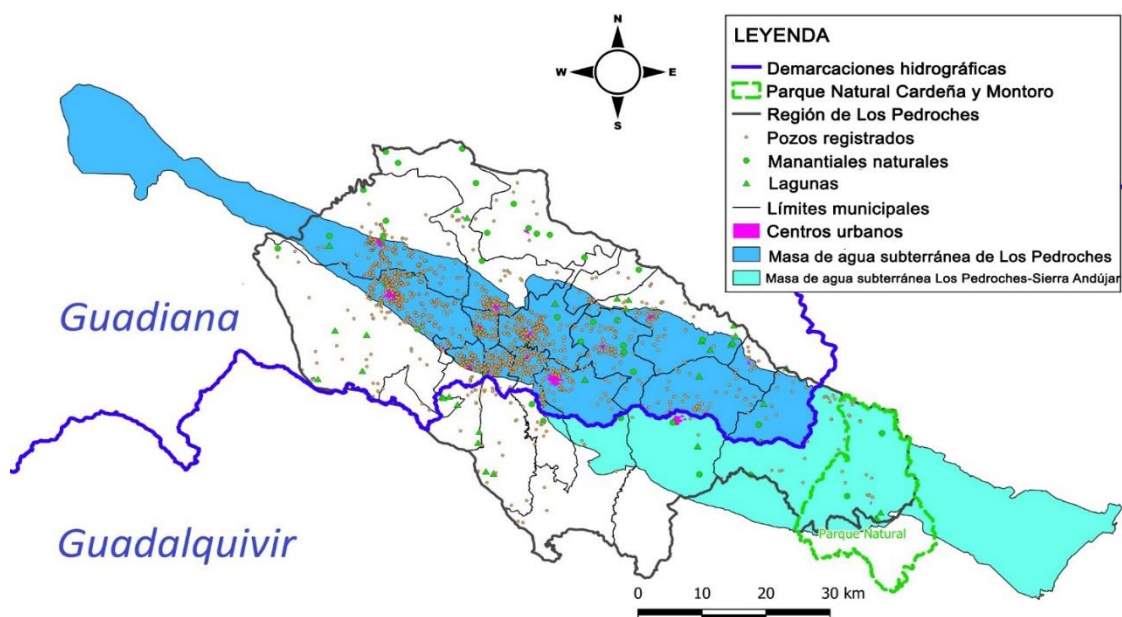 N
W
E
S
LEYENDA
Demarcaciones hidrográficas
Parque Natural Cardeña y Montoro
Región de Los Pedroches
Pozos registrados
Manantiales naturales
Lagunas
Límites municipales
Centros urbanos
Masa de agua subterránea de Los Pedroches
Masa de agua subterránea Los Pedroches-Sierra Andújar
Guadiana
Guadalquivir
Parque Natural
0 10 20 30 km